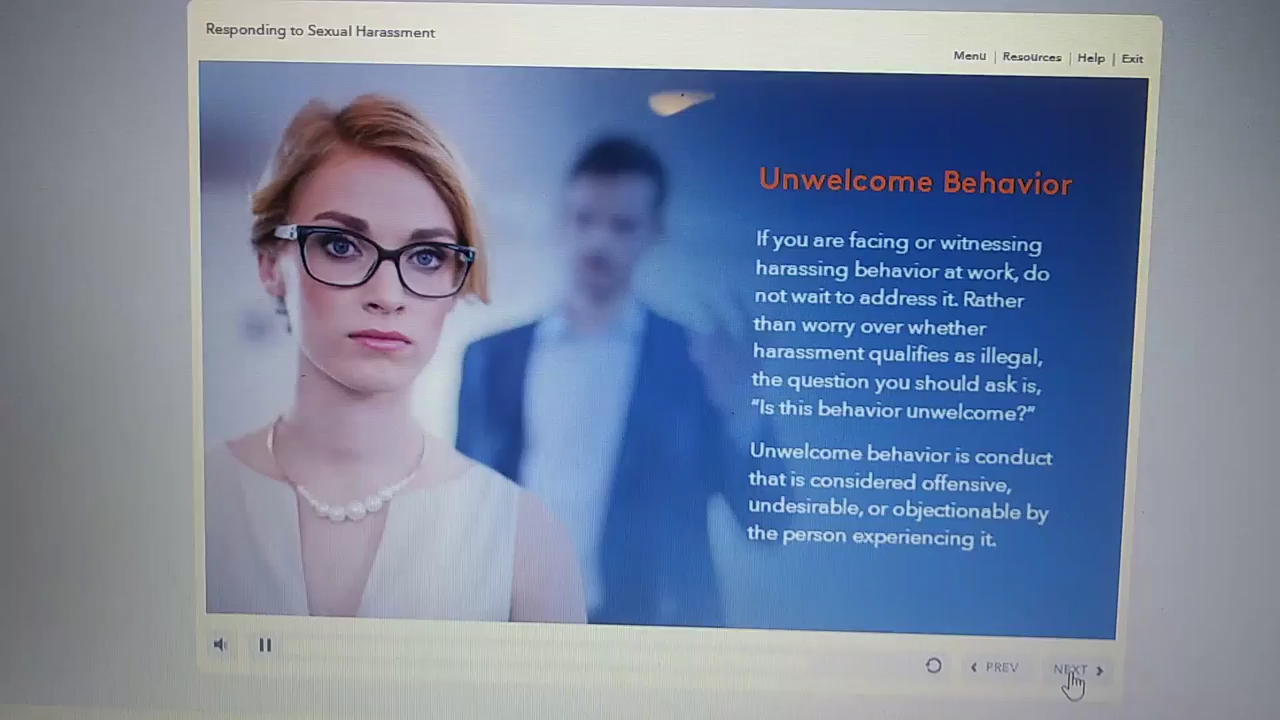 Responding to Sexual Harassment
Menu | Resources | Help | Exit
Unwelcome Behavior
If you are facing or witnessing
harassing behavior at work, do
not wait to address it. Rather
than worry over whether
harassment qualifies as illegal,
the question you should ask is,
“Is this behavior unwelcome?”
Unwelcome behavior is conduct
that is considered offensive,
undesirable, or objectionable by
the person experiencing it.
PREV
NEXT